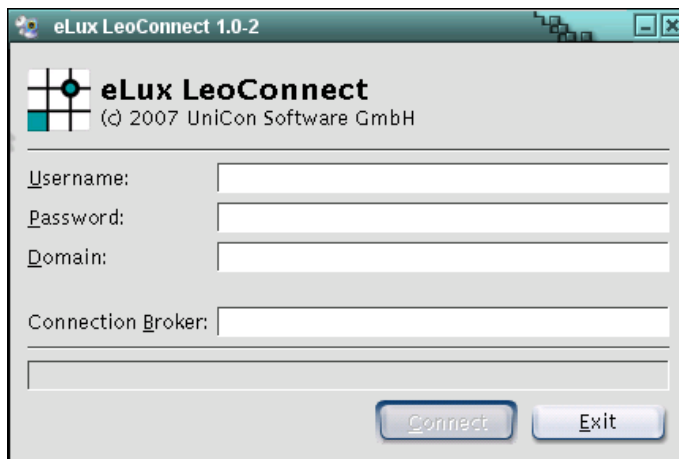 eLux LeoConnect 1.0-2
eLux LeoConnect
(c) 2007 UniCon Software GmbH
Username:
Password:
Domain:
Connection Broker:
Connect Exit